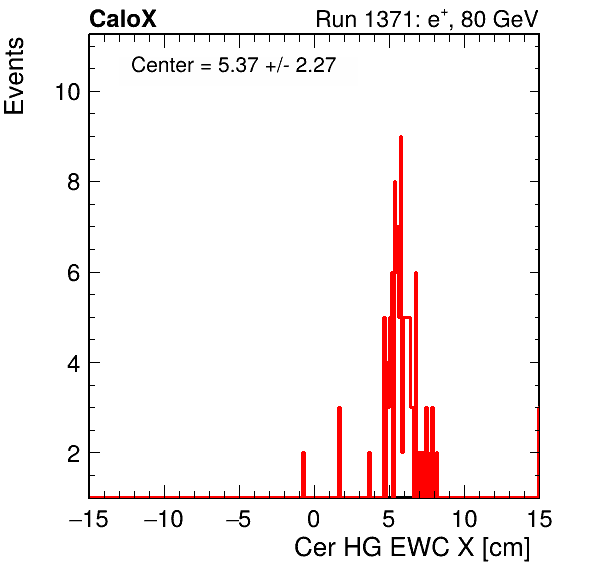 CaloX Run 1371: e⁺, 80 GeV
Center = 5.37 +/- 2.27
Events
10
8
6
4
2
−15 −10 −5 0 5 10 15
Cer HG EWC X [cm]